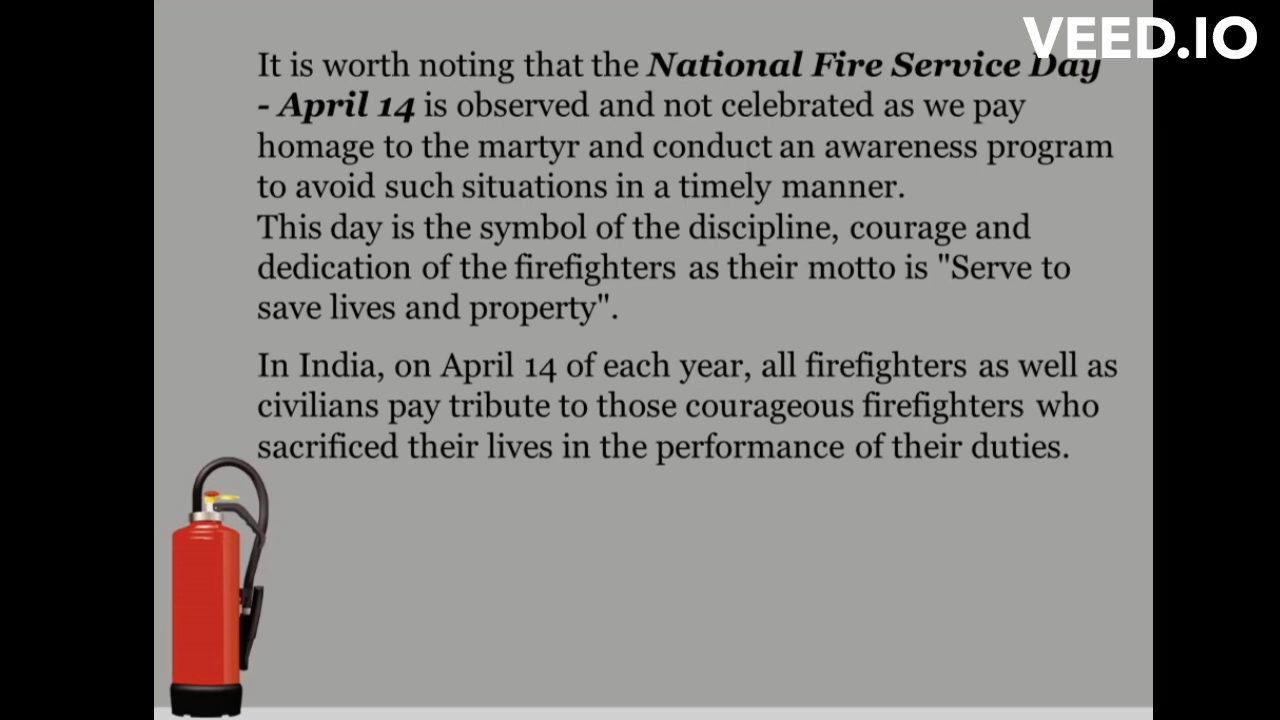 VEED.IO
It is worth noting that the National Fire Service Day
- April 14 is observed and not celebrated as we pay
homage to the martyr and conduct an awareness program
to avoid such situations in a timely manner.
This day is the symbol of the discipline, courage and
dedication of the firefighters as their motto is "Serve to
save lives and property".
In India, on April 14 of each year, all firefighters as well as
civilians pay tribute to those courageous firefighters who
sacrificed their lives in the performance of their duties.